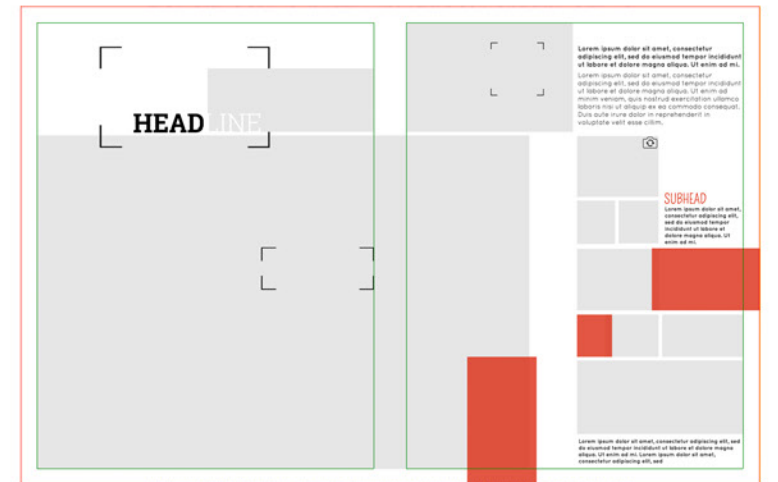 HEADLINE
Lorem ipsum dolor sit amet, consectetur
adipiscing elit, sed do eiusmod tempor incididunt
ut labore et dolore magna aliqua. Ut enim ad mi.
Lorem ipsum dolor sit amet, consectetur
adipiscing elit, sed do eiusmod tempor incididunt
ut labore et dolore magna aliqua. Ut enim ad
minim veniam, quis nostrud exercitation ullamco
laboris nisi ut aliquip ex ea commodo consequat.
Duis aute irure dolor in reprehenderit in
voluptate velit esse cillm.
SUBHEAD
Lorem ipsum dolor sit amet,
consectetur adipiscing elit,
sed do eiusmod tempor
incididunt ut labore et dolore
magna aliqua. Ut
enim ad mi.
Lorem ipsum dolor sit amet, consectetur adipiscing elit, sed
do eiusmod tempor incididunt ut labore et dolore magna
aliqua. Ut enim ad mi. Lorem ipsum dolor sit amet,
consectetur adipiscing elit, sed